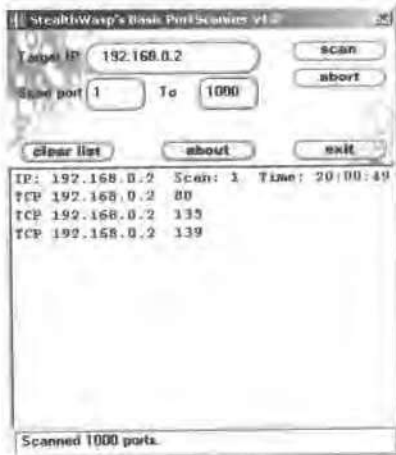 StealthWasp's Basic PortScanner v1.2
Target IP 192.168.0.2 scan
abort
Scan port 1 To 1000
clear list about exit
IP: 192.168.0.2 Scan: 1 Time: 20:00:49
TCP 192.168.0.2 80
TCP 192.168.0.2 135
TCP 192.168.0.2 139
Scanned 1000 ports.